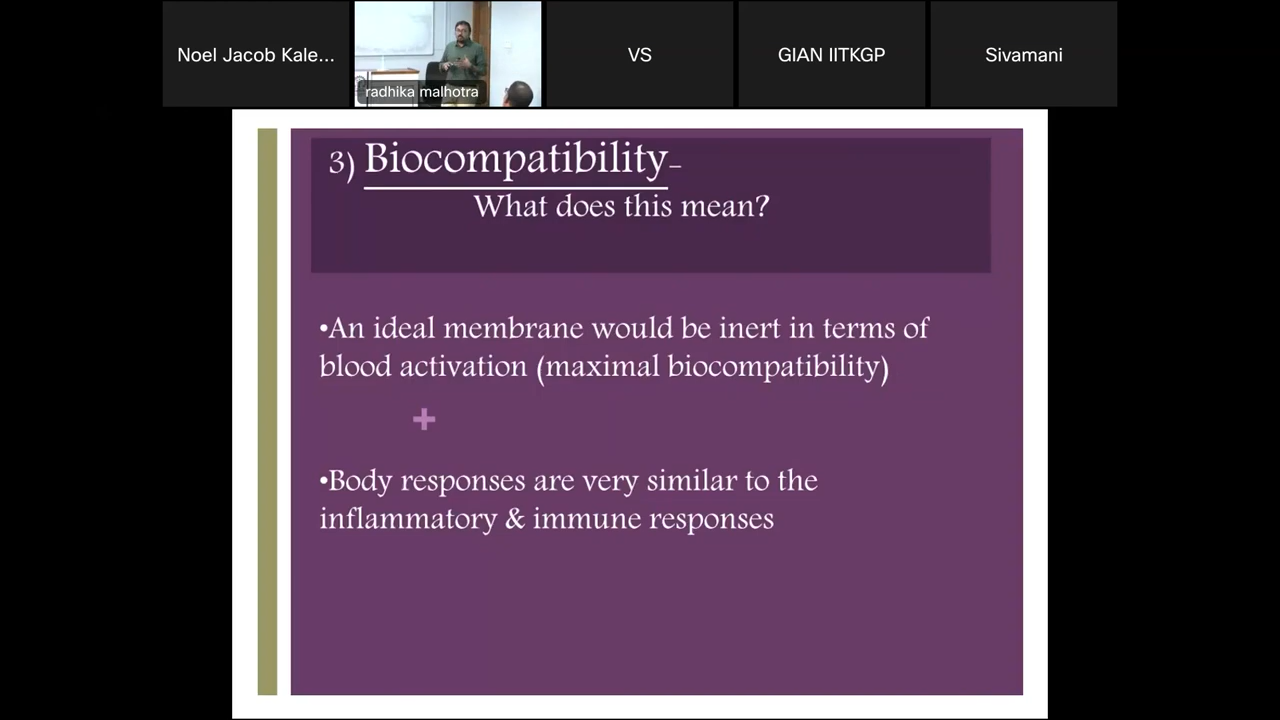 Noel Jacob Kale...
radhika malhotra
VS
GIAN IITKGP
Sivamani
3) Biocompatibility-
What does this mean?
•An ideal membrane would be inert in terms of
blood activation (maximal biocompatibility)
+
•Body responses are very similar to the
inflammatory & immune responses